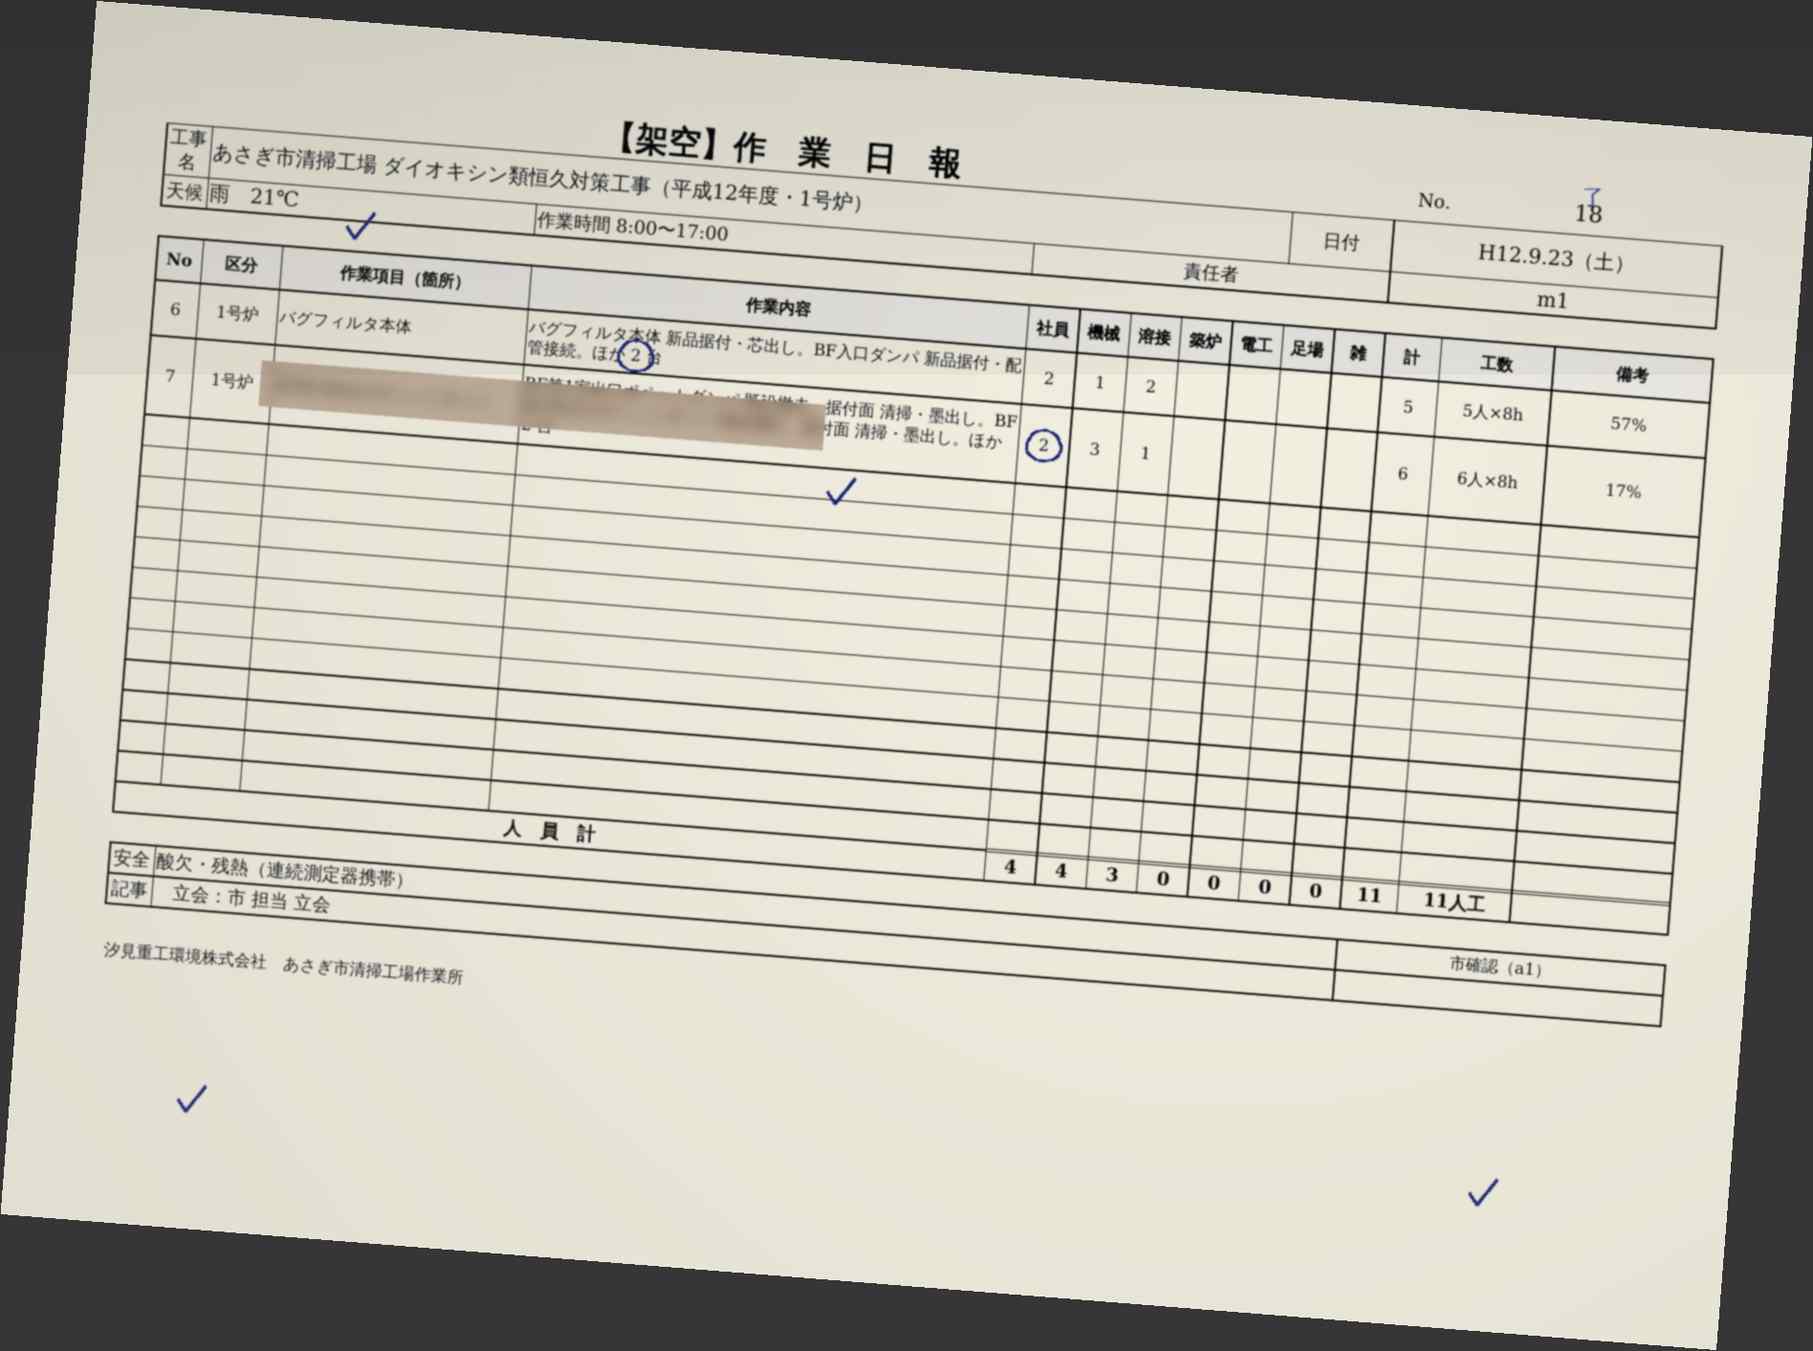 【架空】作 業 日 報
No. 18
了
工事名 あさぎ市清掃工場 ダイオキシン類恒久対策工事（平成12年度・1号炉） 日付 H12.9.23（土）
天候 雨 21℃ 作業時間 8:00〜17:00 責任者 m1
No 区分 作業項目（箇所） 作業内容 社員 機械 溶接 築炉 電工 足場 雑 計 工数 備考
6 1号炉 バグフィルタ本体 バグフィルタ本体 新品据付・芯出し。BF入口ダンパ 新品据付・配
管接続。ほか 2 台 2 1 2 5 5人×8h 57%
7 1号炉 据付面 清掃・墨出し。BF
付面 清掃・墨出し。ほか
2 3 1 6 6人×8h 17%
人 員 計 4 4 3 0 0 0 0 11 11人工
安全 酸欠・残熱（連続測定器携帯） 市確認（a1）
記事 立会：市 担当 立会
汐見重工環境株式会社 あさぎ市清掃工場作業所